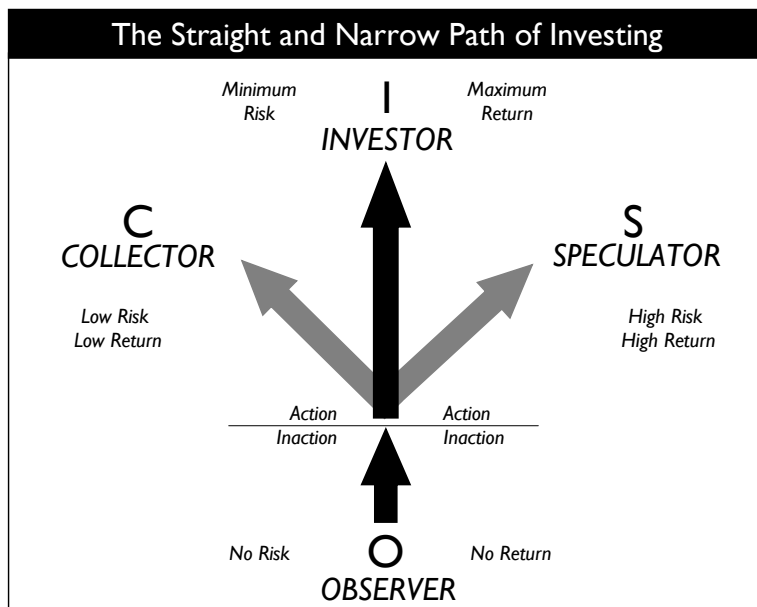 The Straight and Narrow Path of Investing
Minimum
Risk
I
Maximum
Return
INVESTOR
C
COLLECTOR
S
SPECULATOR
Low Risk
Low Return
High Risk
High Return
Action
Action
Inaction
Inaction
No Risk
O
No Return
OBSERVER